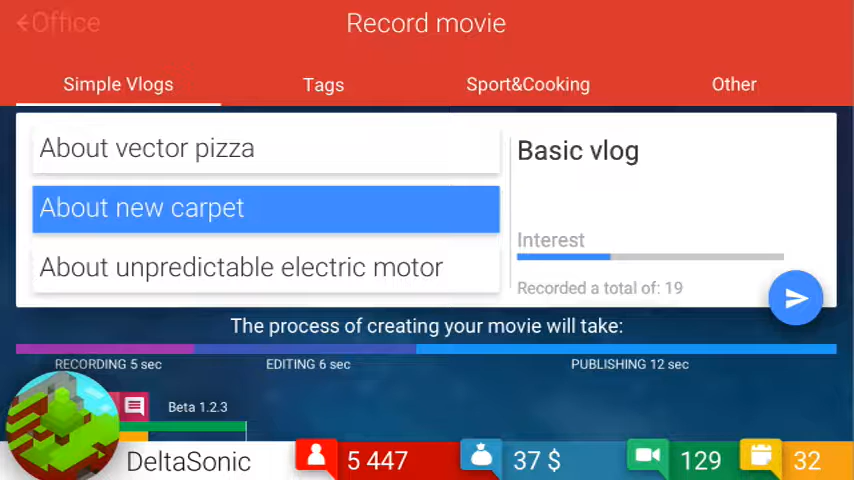 Office
Record movie
Simple Vlogs
Tags
Sport&Cooking
Other
About vector pizza
About new carpet
About unpredictable electric motor
Basic vlog
Interest
Recorded a total of: 19
The process of creating your movie will take:
RECORDING 5 sec
EDITING 6 sec
PUBLISHING 12 sec
Beta 1.2.3
DeltaSonic
5 447
37 $
129
32